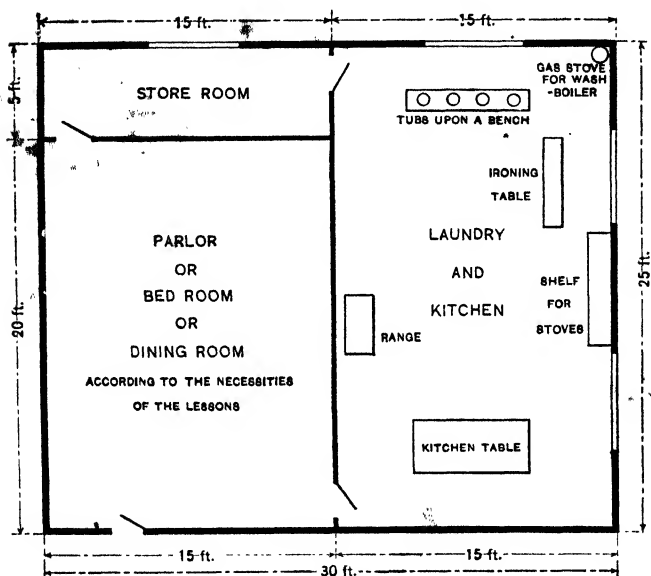 15 ft.
15 ft.
5 ft.
STORE ROOM
GAS STOVE
FOR WASH
-BOILER
TUBS UPON A BENCH
IRONING
TABLE
PARLOR
OR
BED ROOM
OR
DINING ROOM
ACCORDING TO THE NECESSITIES
OF THE LESSONS
LAUNDRY
AND
KITCHEN
SHELF
FOR
STOVES
RANGE
KITCHEN TABLE
20 ft.
25 ft.
15 ft.
15 ft.
30 ft.